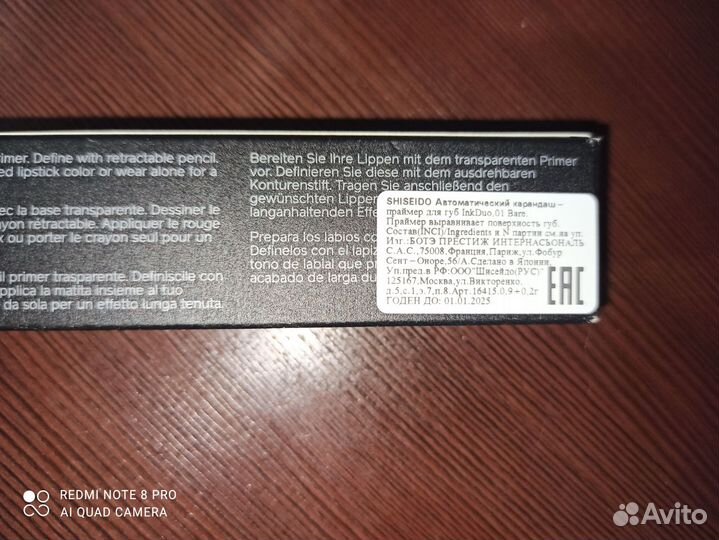 rimer. Define with retractable pencil.
ed lipstick color or wear alone for a
ec la base transparente. Dessiner le
ayon rétractable. Appliquer le rouge
x ou porter le crayon seul pour un
il primer trasparente. Definiscile con
pplica la matita insieme al tuo
da sola per un effetto lunga tenuta.
Bereiten Sie Ihre Lippen mit dem transparenten Primer
vor. Definieren Sie diese mit dem ausdrehbaren
Konturenstift. Tragen Sie anschließend den
gewünschten Lippen
langanhaltenden Effe
Prepara los labios co
Defínelos con el lápiz
tono de labial que pr
acabado de larga du
SHISEIDO Автоматический карандаш –
праймер для губ InkDuo,01 Bare.
Праймер выравнивает поверхность губ.
Состав(INCI)/Ingredients и N партии см.на уп.
Изг.:БОТЭ ПРЕСТИЖ ИНТЕРНАСЬОНАЛЬ
С.А.С.,75008,Франция,Париж,ул.Фобур
Сент – Оноре,56/А.Сделано в Японии.
Уп.пред.в РФ:ООО"Шисейдо(РУС)"
125167,Москва,ул.Викторенко,
д.5,с.1,э.7,п.8.Арт.16415.0,9+0.2г
ГОДЕН ДО: 01.01.2025
EAC
REDMI NOTE 8 PRO
AI QUAD CAMERA
Avito